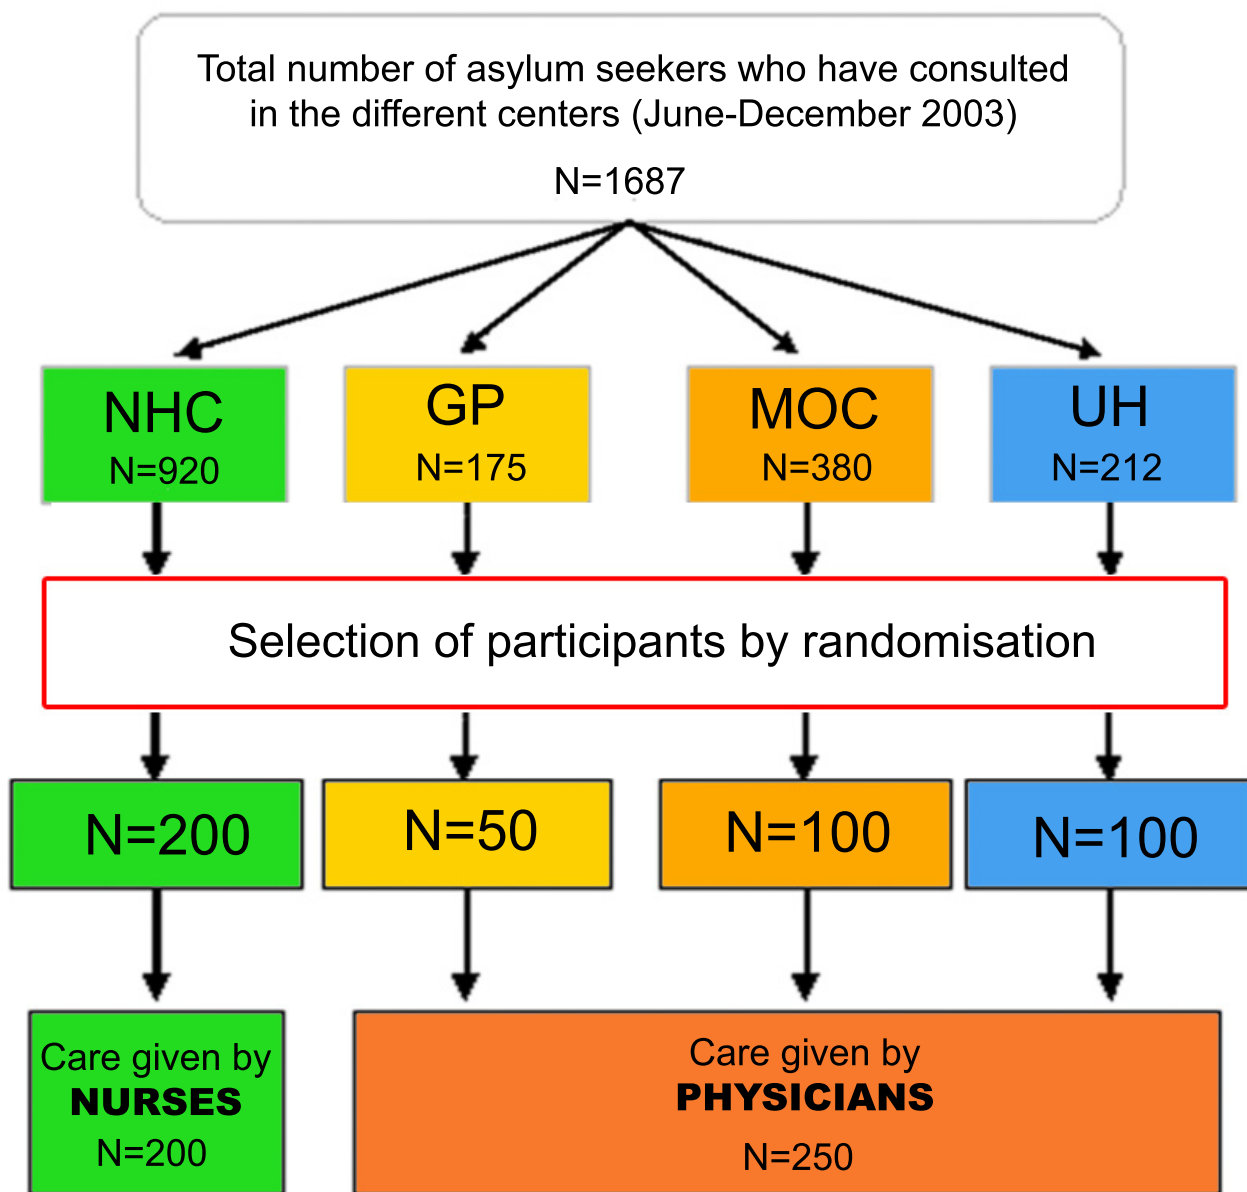 Total number of asylum seekers who have consulted
in the different centers (June-December 2003)
N=1687
NHC
N=920
GP
N=175
MOC
N=380
UH
N=212
Selection of participants by randomisation
N=200
N=50
N=100
N=100
Care given by
NURSES
N=200
Care given by
PHYSICIANS
N=250